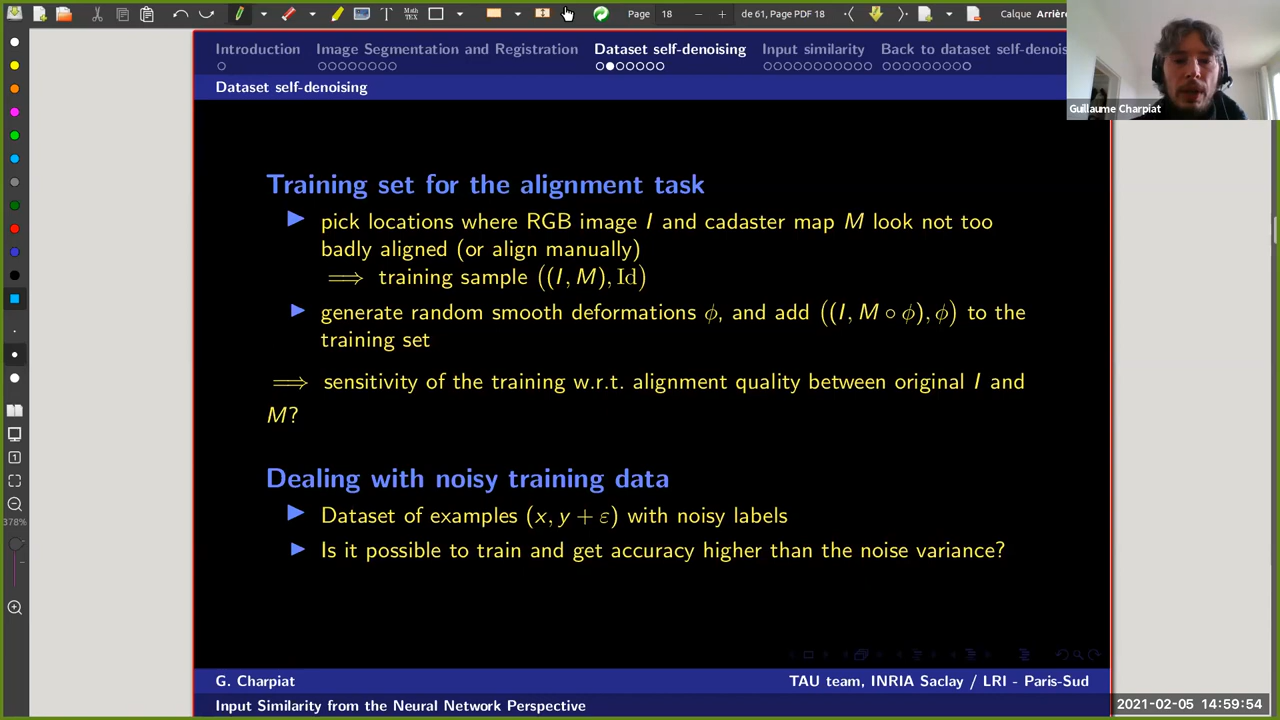 Page 18 de 61, Page PDF 18 Calque Arrière
Introduction Image Segmentation and Registration Dataset self-denoising Input similarity Back to dataset self-denois
Dataset self-denoising
Guillaume Charpiat
Training set for the alignment task
pick locations where RGB image I and cadaster map M look not too
badly aligned (or align manually)
⟹ training sample ((I, M), Id)
generate random smooth deformations ϕ, and add ((I, M ∘ ϕ), ϕ) to the
training set
⟹ sensitivity of the training w.r.t. alignment quality between original I and
M?
Dealing with noisy training data
Dataset of examples (x, y + ε) with noisy labels
Is it possible to train and get accuracy higher than the noise variance?
378%
G. Charpiat TAU team, INRIA Saclay / LRI - Paris-Sud
Input Similarity from the Neural Network Perspective
2021-02-05 14:59:54